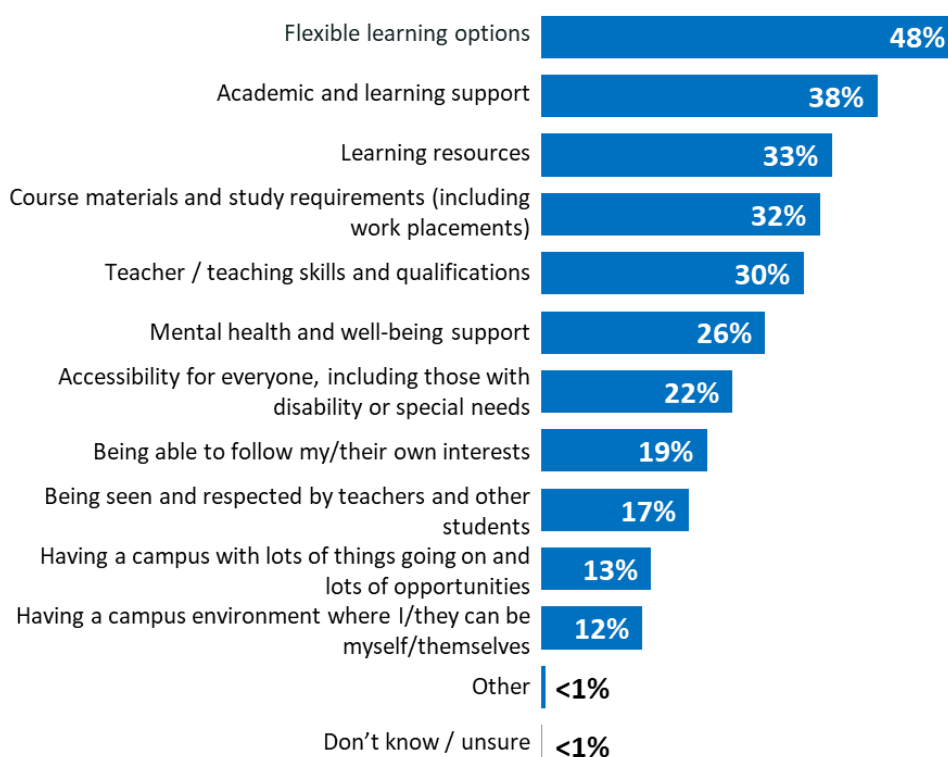 Flexible learning options
48%
Academic and learning support
38%
Learning resources
33%
Course materials and study requirements (including
work placements)
32%
Teacher / teaching skills and qualifications
30%
Mental health and well-being support
26%
Accessibility for everyone, including those with
disability or special needs
22%
Being able to follow my/their own interests
19%
Being seen and respected by teachers and other
students
17%
Having a campus with lots of things going on and
lots of opportunities
13%
Having a campus environment where I/they can be
myself/themselves
12%
Other
<1%
Don’t know / unsure
<1%